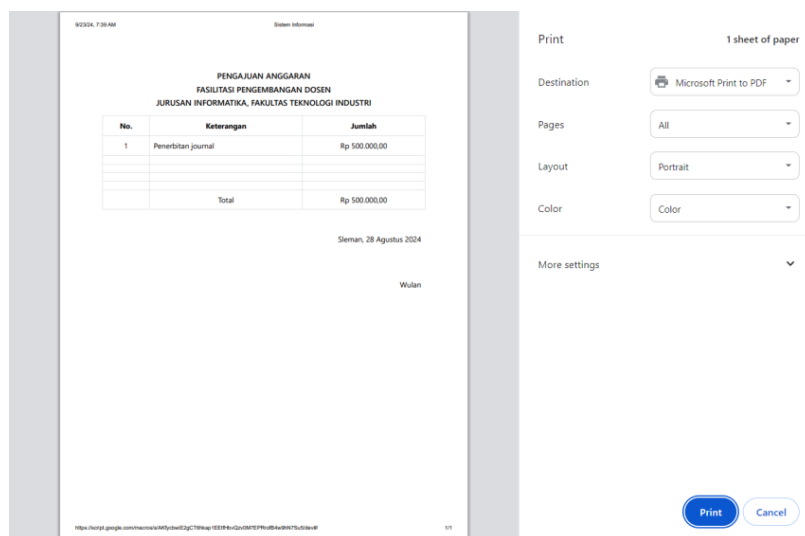 9/23/24, 7:39 AM Sistem Informasi
PENGAJUAN ANGGARAN
FASILITASI PENGEMBANGAN DOSEN
JURUSAN INFORMATIKA, FAKULTAS TEKNOLOGI INDUSTRI
No. Keterangan Jumlah
1 Penerbitan journal Rp 500.000,00
Total Rp 500.000,00
Sleman, 28 Agustus 2024
Wulan
1/1
Print 1 sheet of paper
Destination Microsoft Print to PDF
Pages All
Layout Portrait
Color Color
More settings
Print Cancel